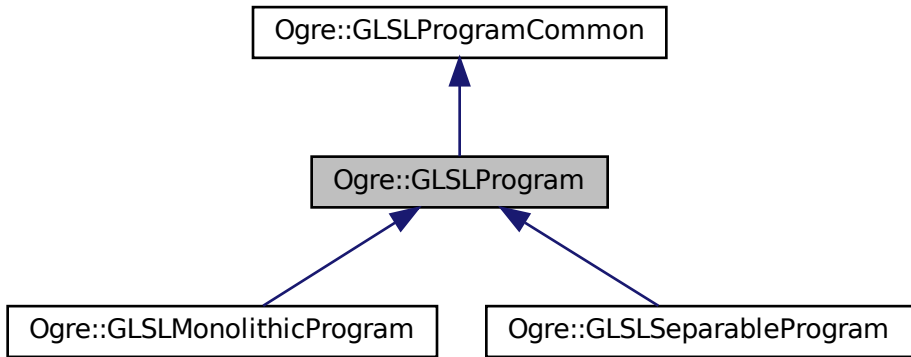 Ogre::GLSLProgramCommon
Ogre::GLSLProgram
Ogre::GLSLMonolithicProgram
Ogre::GLSLSeparableProgram